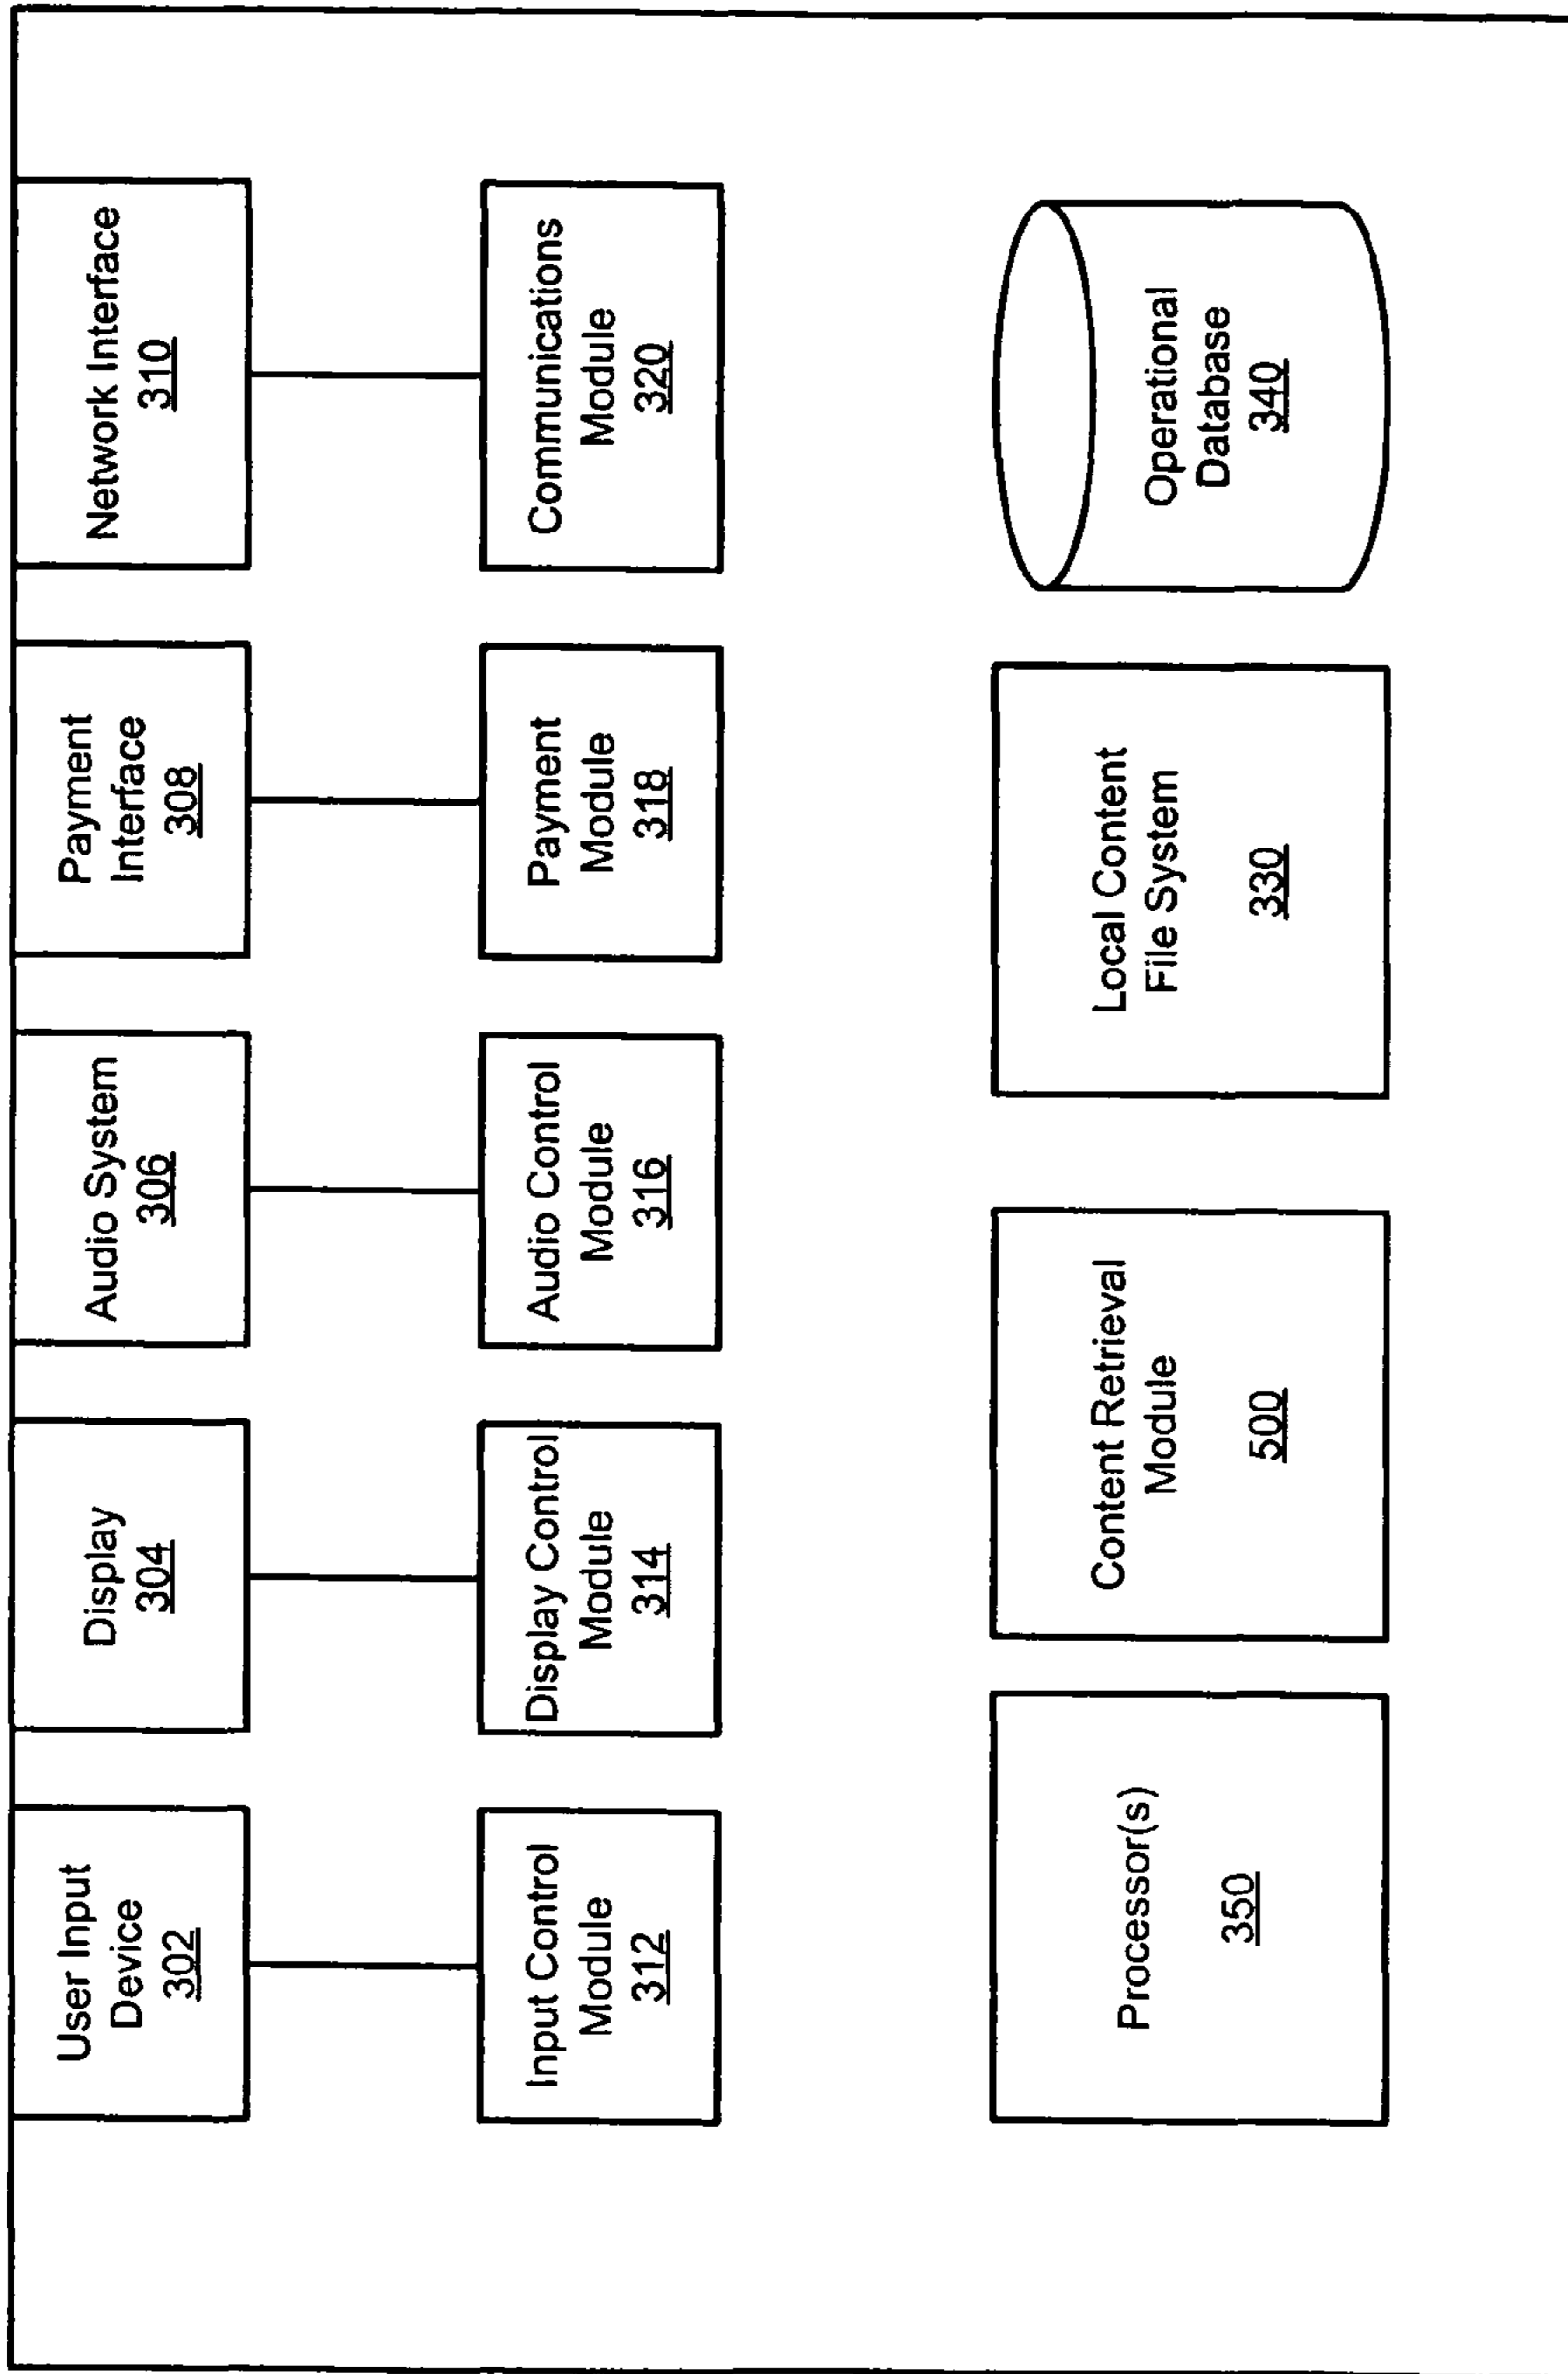 User Input
Device
302
Display
304
Audio System
306
Payment
Interface
308
Network Interface
310
Input Control
Module
312
Display Control
Module
314
Audio Control
Module
316
Payment
Module
318
Communications
Module
320
Processor(s)
350
Content Retrieval
Module
500
Local Content
File System
330
Operational
Database
340